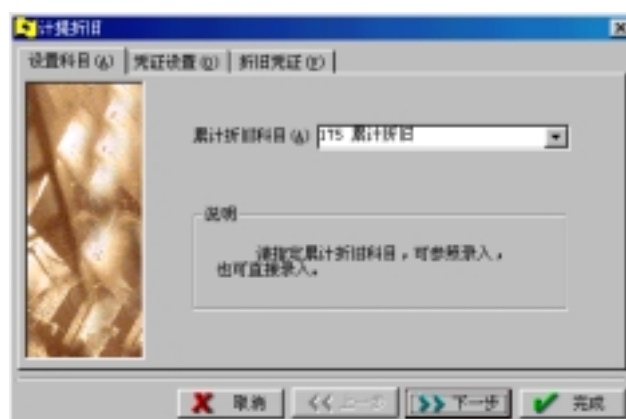 计提折旧
设置科目(A) 凭证设置(D) 折旧凭证(P)
累计折旧科目(A) 175 累计折旧
说明
请指定累计折旧科目，可参照录入，
也可直接录入。
取消 上一步 下一步 完成